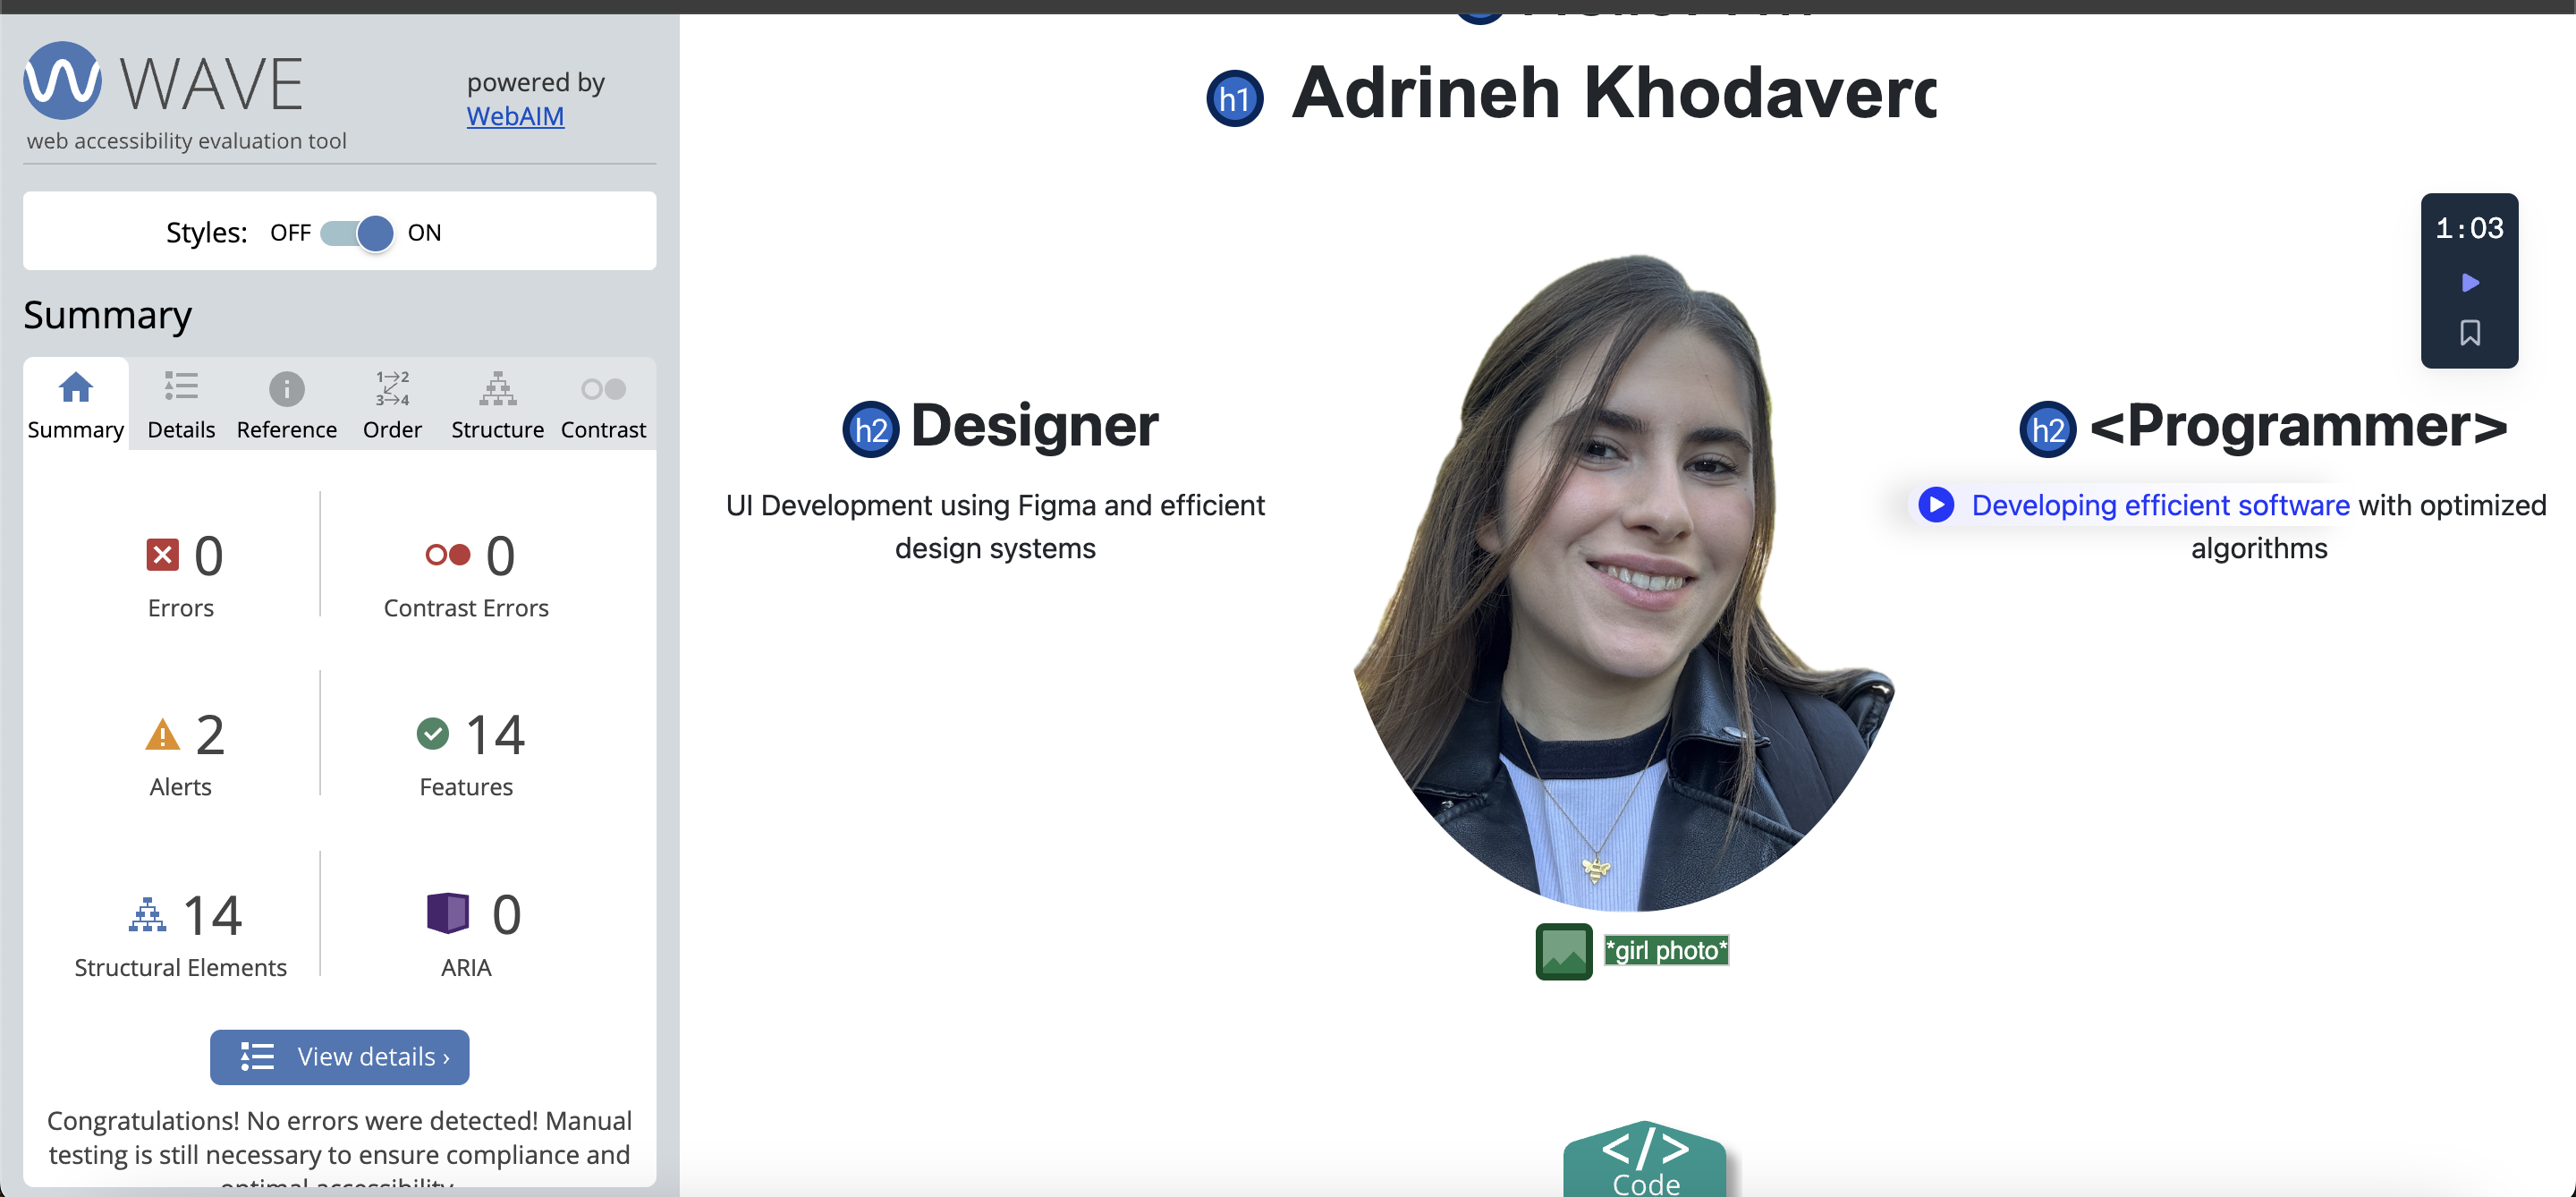 WAVE
web accessibility evaluation tool
powered by
WebAIM
Styles: OFF ON
Summary
Summary Details Reference Order Structure Contrast
0
Errors
0
Contrast Errors
2
Alerts
14
Features
14
Structural Elements
0
ARIA
View details ›
Congratulations! No errors were detected! Manual
testing is still necessary to ensure compliance and
optimal accessibility.
h1 Adrineh Khodaverd
h2 Designer
UI Development using Figma and efficient
design systems
*girl photo*
1:03
h2 <Programmer>
Developing efficient software with optimized
algorithms
</>
Code